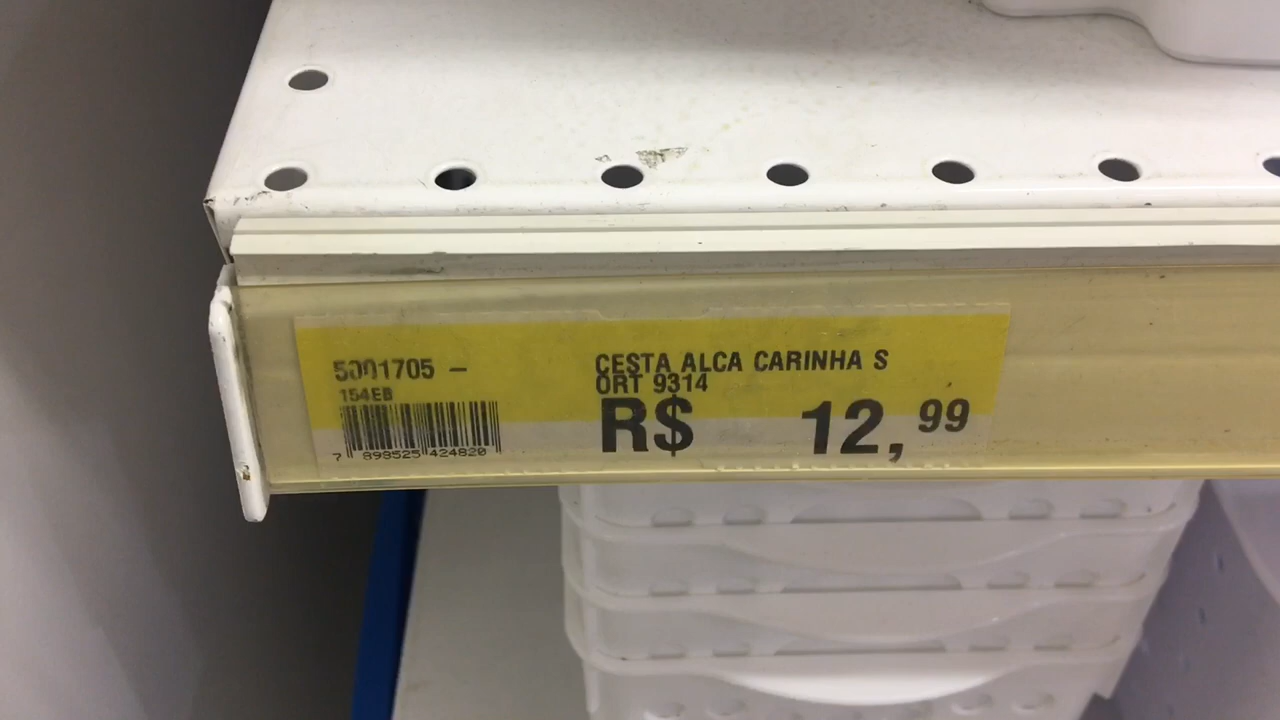 5001705 -
154EB
7 898525 424820
CESTA ALCA CARINHA S
ORT 9314
R$ 12,99